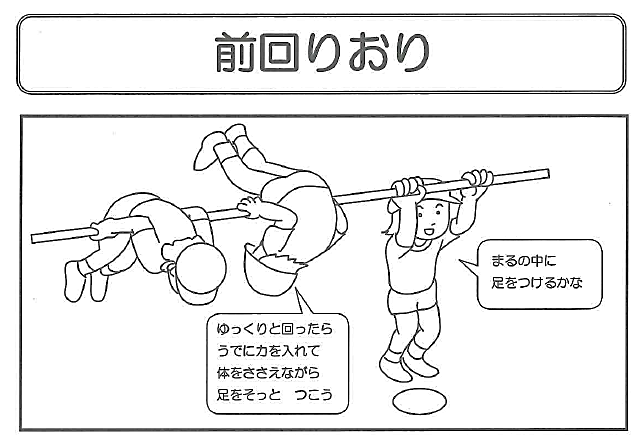 前回りおり
ゆっくりと回ったら
うでに力を入れて
体をささえながら
足をそっと　つこう
まるの中に
足をつけるかな